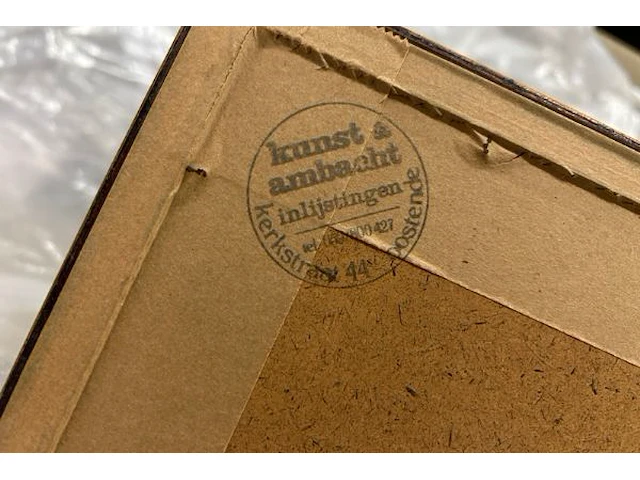 kunst &
ambacht
inlijstingen
kerkstraat 44 oostende